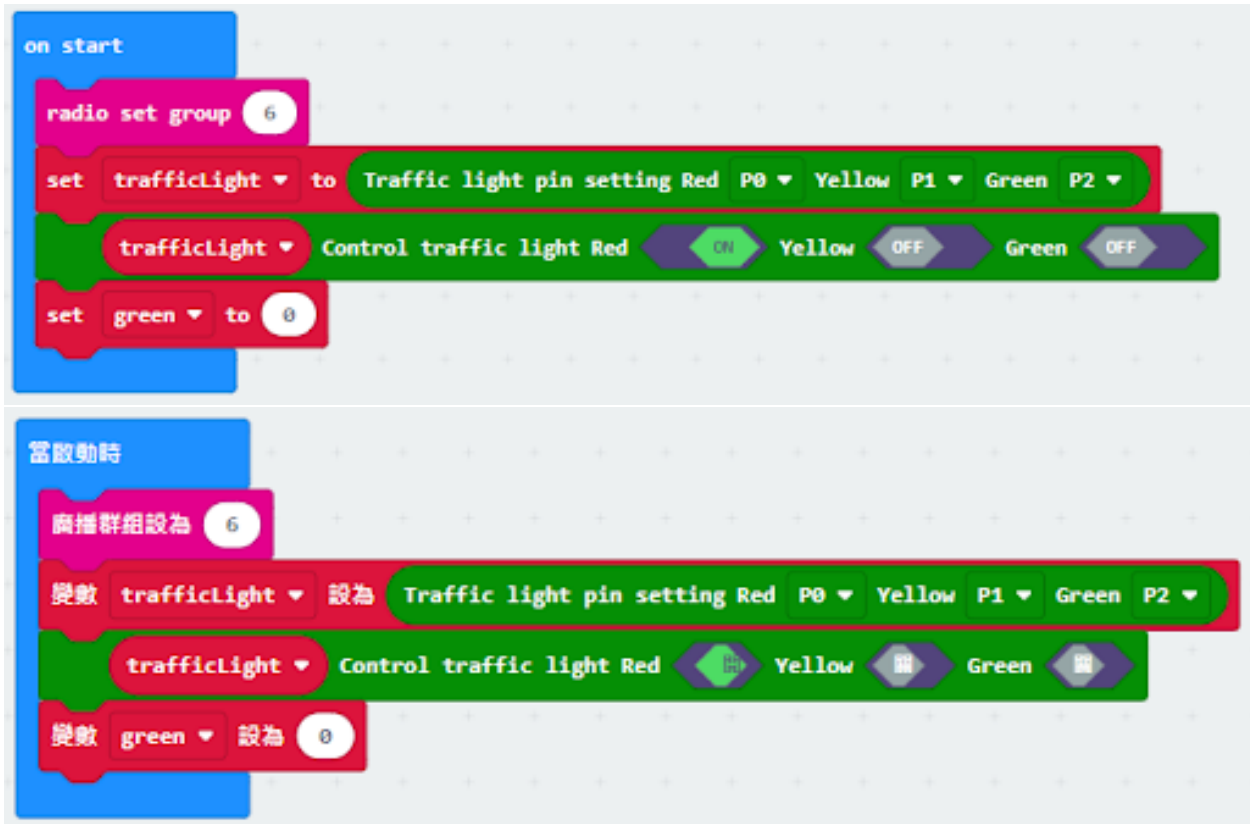 on start
radio set group 6
set trafficLight to Traffic light pin setting Red P0 Yellow P1 Green P2
trafficLight Control traffic light Red ON Yellow OFF Green OFF
set green to 0
當啟動時
廣播群組設為 6
變數 trafficLight 設為 Traffic light pin setting Red P0 Yellow P1 Green P2
trafficLight Control traffic light Red Yellow Green
變數 green 設為 0